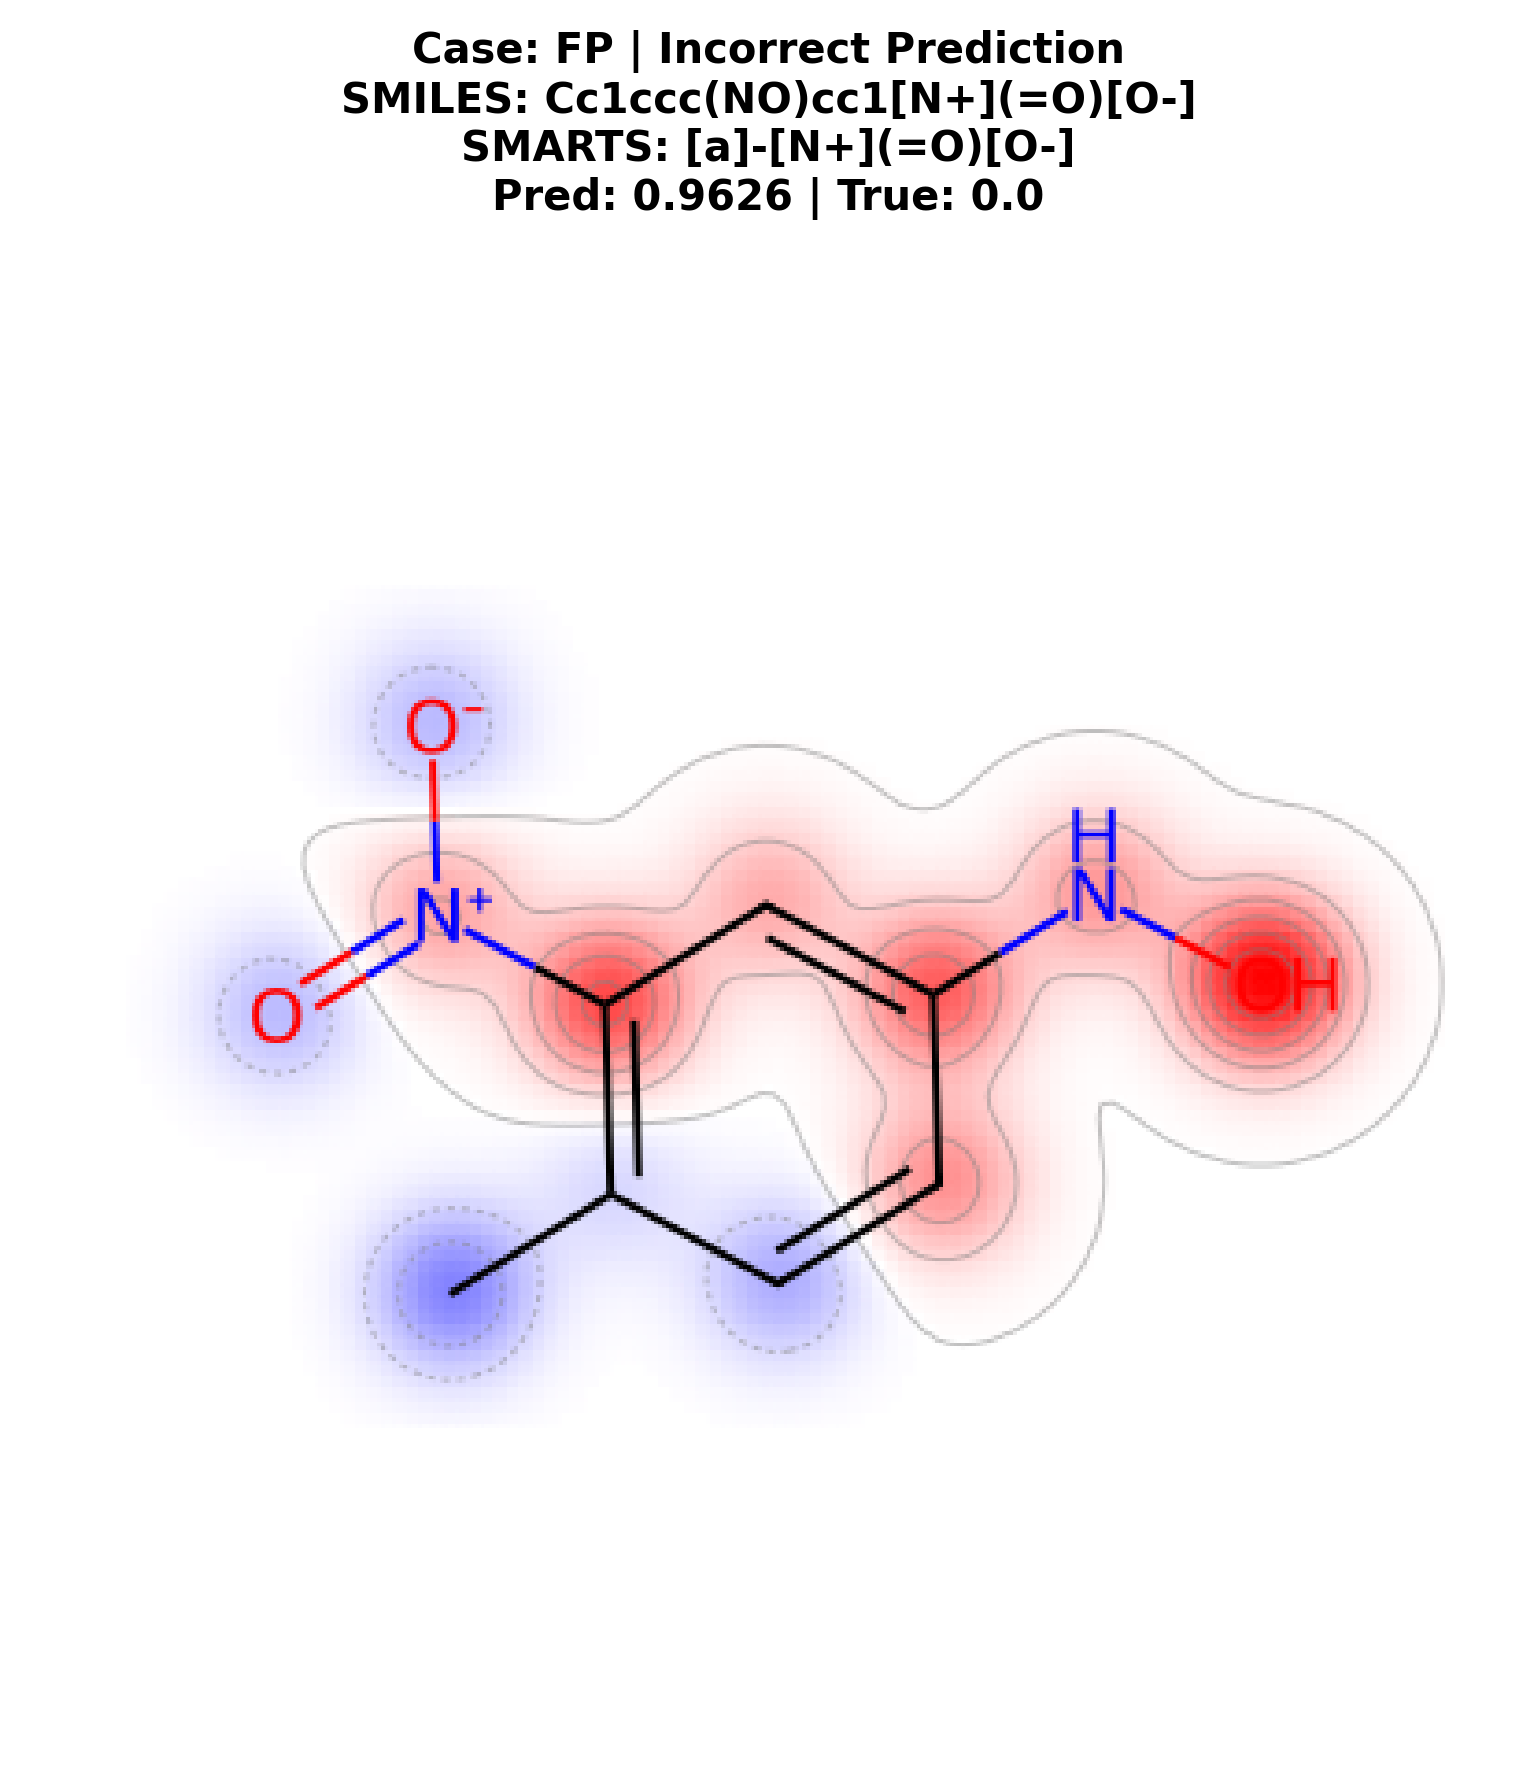 Case: FP | Incorrect Prediction
SMILES: Cc1ccc(NO)cc1[N+](=O)[O-]
SMARTS: [a]-[N+](=O)[O-]
Pred: 0.9626 | True: 0.0
O⁻
H
N⁺
N
OH
O